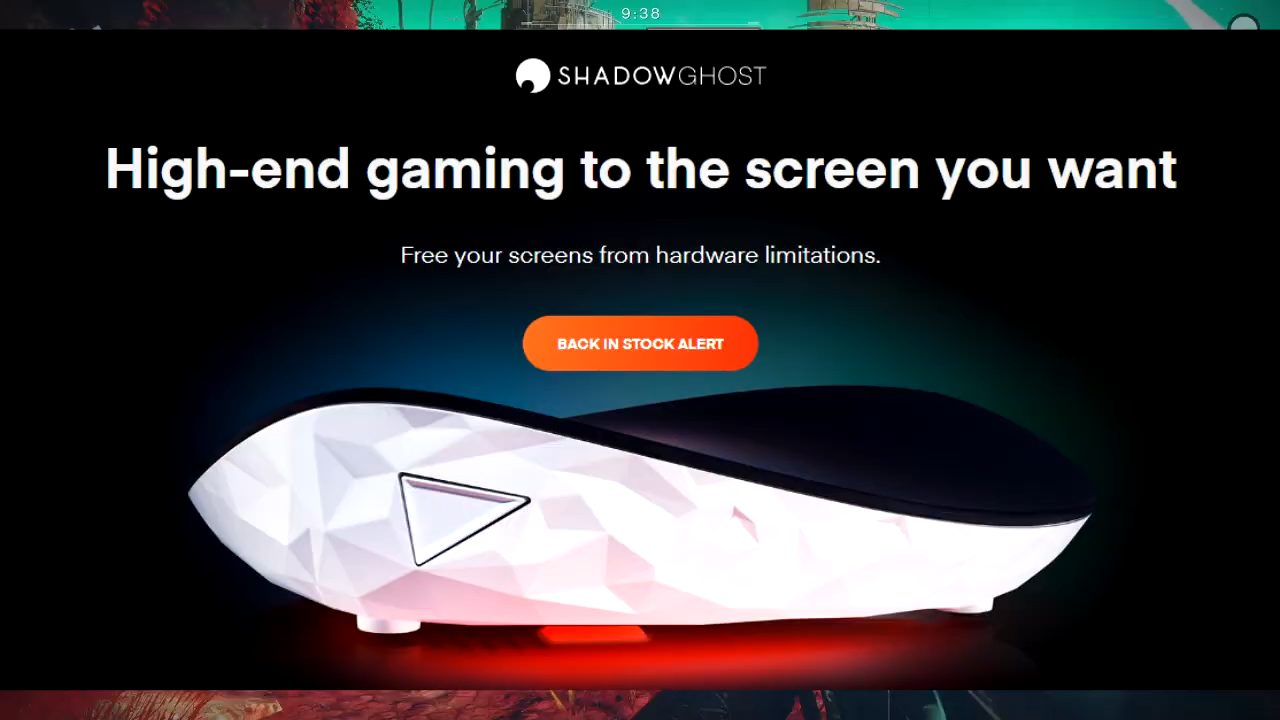 9:38
SHADOWGHOST
High-end gaming to the screen you want
Free your screens from hardware limitations.
BACK IN STOCK ALERT